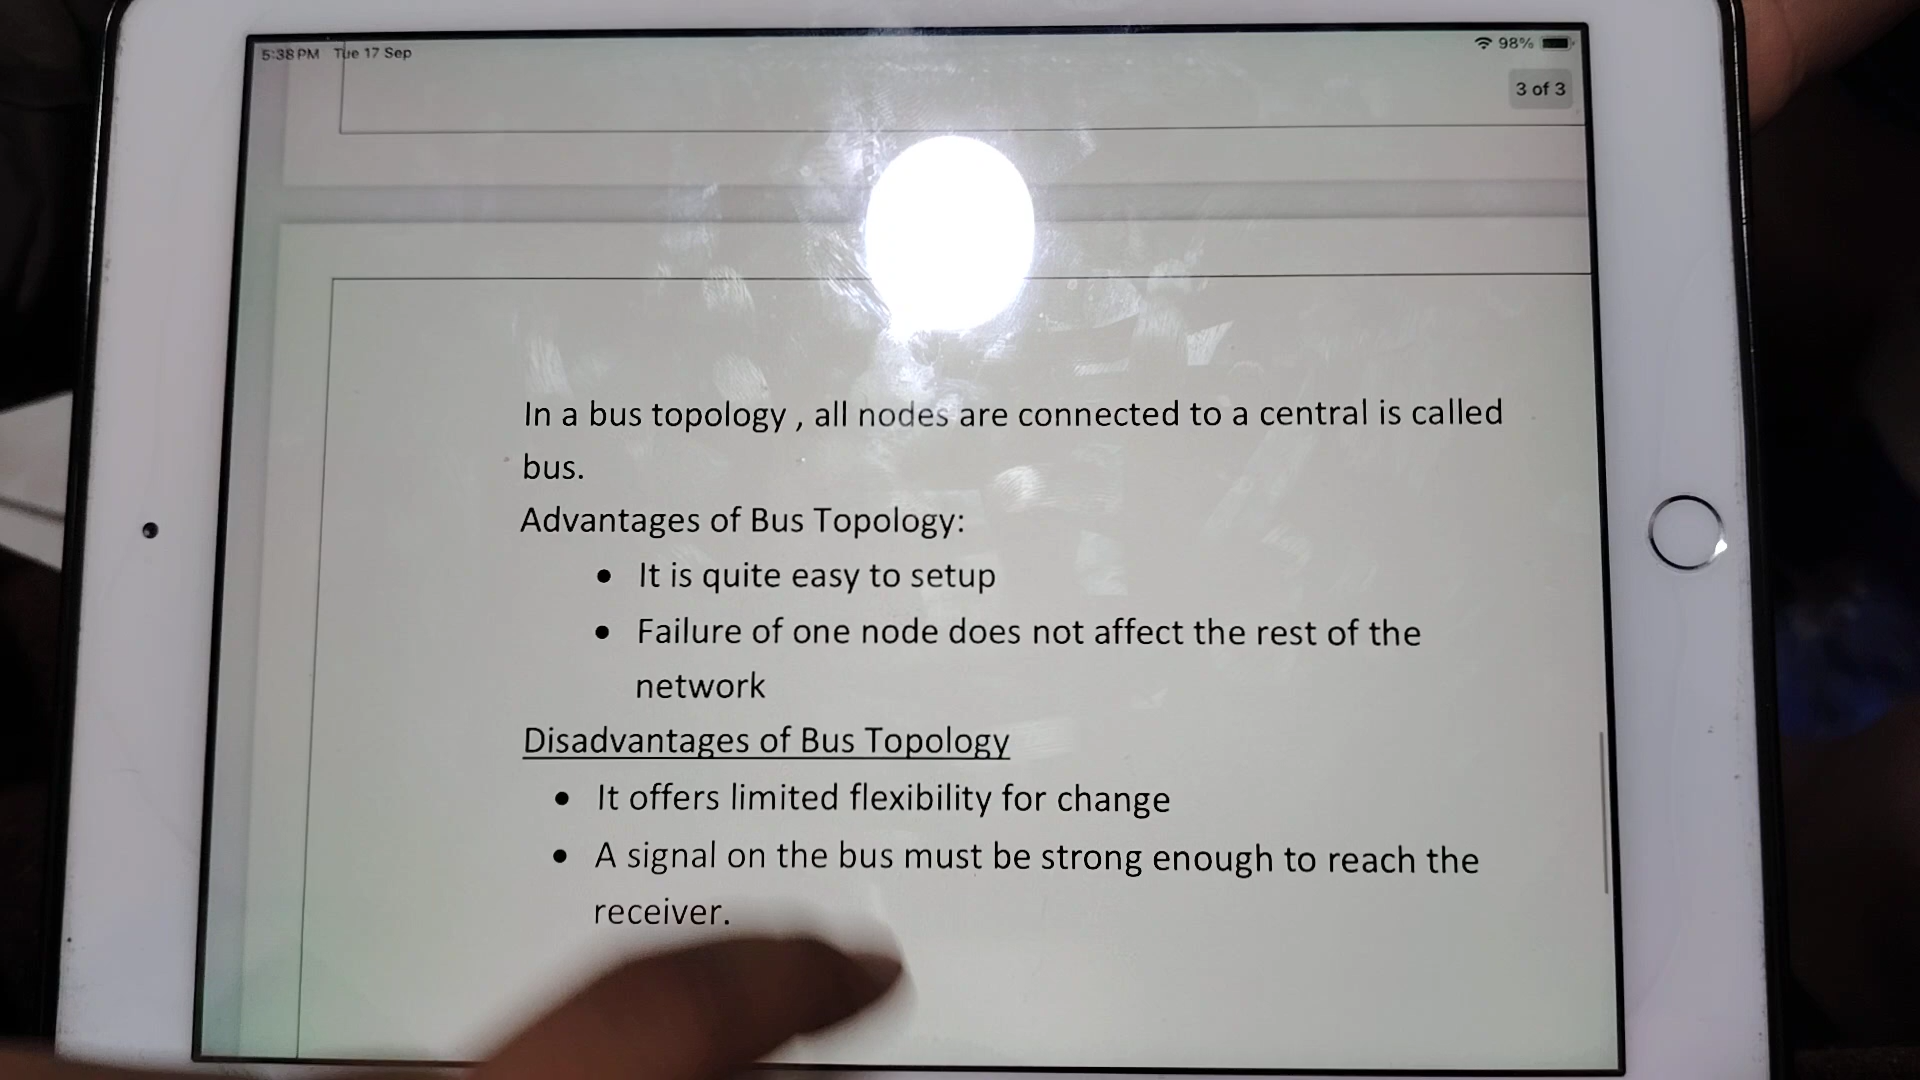 5:38 PM Tue 17 Sep
98%
3 of 3
In a bus topology , all nodes are connected to a central is called
bus.
Advantages of Bus Topology:
• It is quite easy to setup
• Failure of one node does not affect the rest of the
network
Disadvantages of Bus Topology
• It offers limited flexibility for change
• A signal on the bus must be strong enough to reach the
receiver.